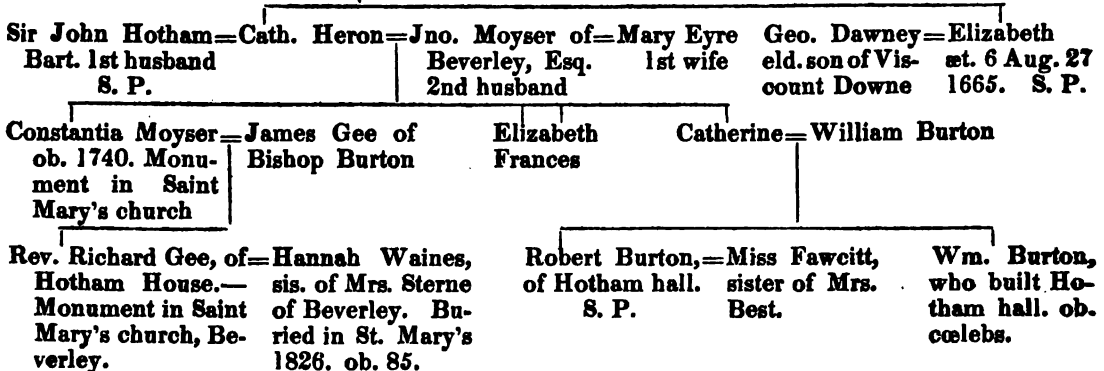 Sir John Hotham=Cath. Heron=Jno. Moyser of=Mary Eyre Geo. Dawney=Elizabeth
Bart. 1st husband Beverley, Esq. 1st wife eld. son of Vis- æt. 6 Aug. 27
S. P. 2nd husband count Downe 1665. S. P.
Constantia Moyser=James Gee of Elizabeth Catherine=William Burton
ob. 1740. Monu- Bishop Burton Frances
ment in Saint
Mary's church
Rev. Richard Gee, of=Hannah Waines, Robert Burton,=Miss Fawcitt, Wm. Burton,
Hotham House.— sis. of Mrs. Sterne of Hotham hall. sister of Mrs. who built Ho-
Monument in Saint of Beverley. Bu- S. P. Best. tham hall. ob.
Mary's church, Be- ried in St. Mary's cœlebs.
verley. 1826. ob. 85.